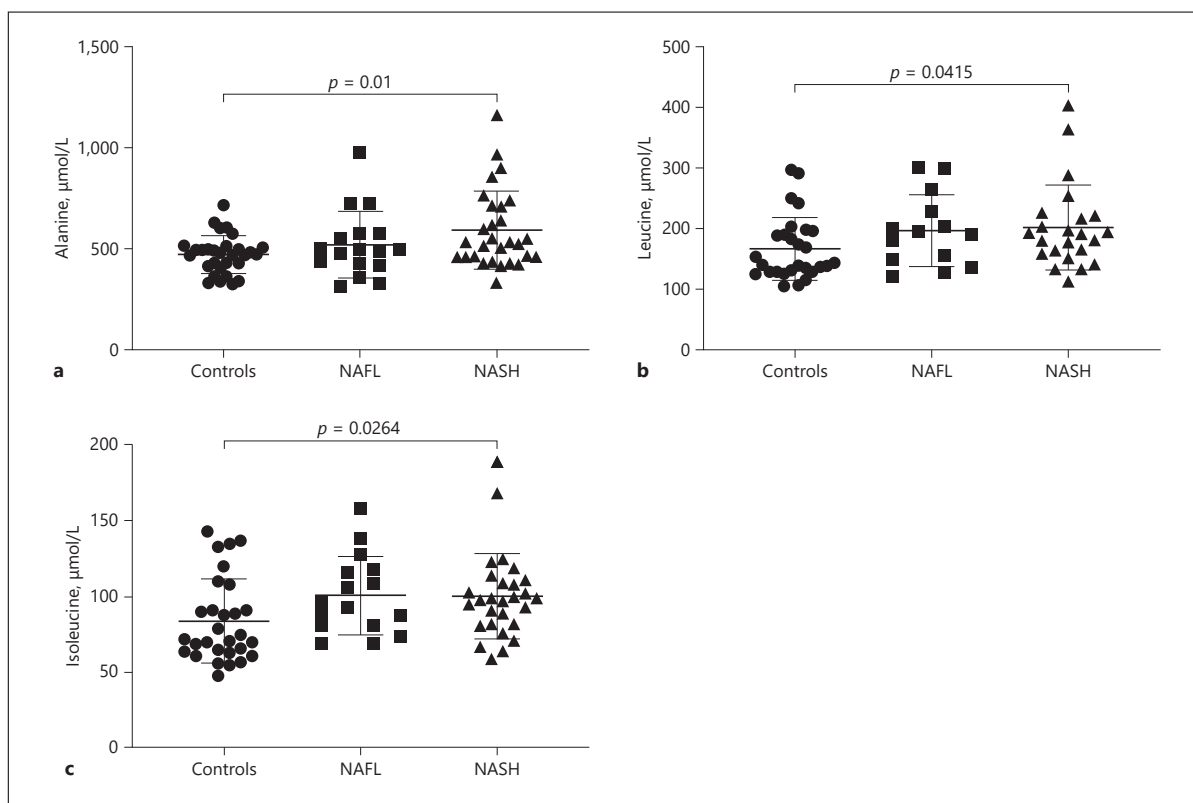 1,500
1,000
500
0
Alanine, µmol/L
p = 0.01
Controls NAFL NASH
a
500
400
300
200
100
0
Leucine, µmol/L
p = 0.0415
Controls NAFL NASH
b
200
150
100
50
0
Isoleucine, µmol/L
p = 0.0264
Controls NAFL NASH
c